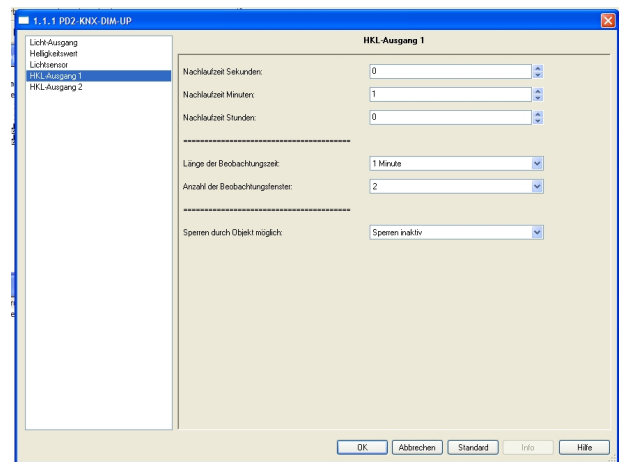 1.1.1 PD2-KNX-DIM-UP
Licht-Ausgang
Helligkeitswert
Lichtsensor
HKL-Ausgang 1
HKL-Ausgang 2
HKL-Ausgang 1
Nachlaufzeit Sekunden: 0
Nachlaufzeit Minuten: 1
Nachlaufzeit Stunden: 0
========================================
Länge der Beobachtungszeit: 1 Minute
Anzahl der Beobachtungsfenster: 2
========================================
Sperren durch Objekt möglich: Sperren inaktiv
OK Abbrechen Standard Info Hilfe